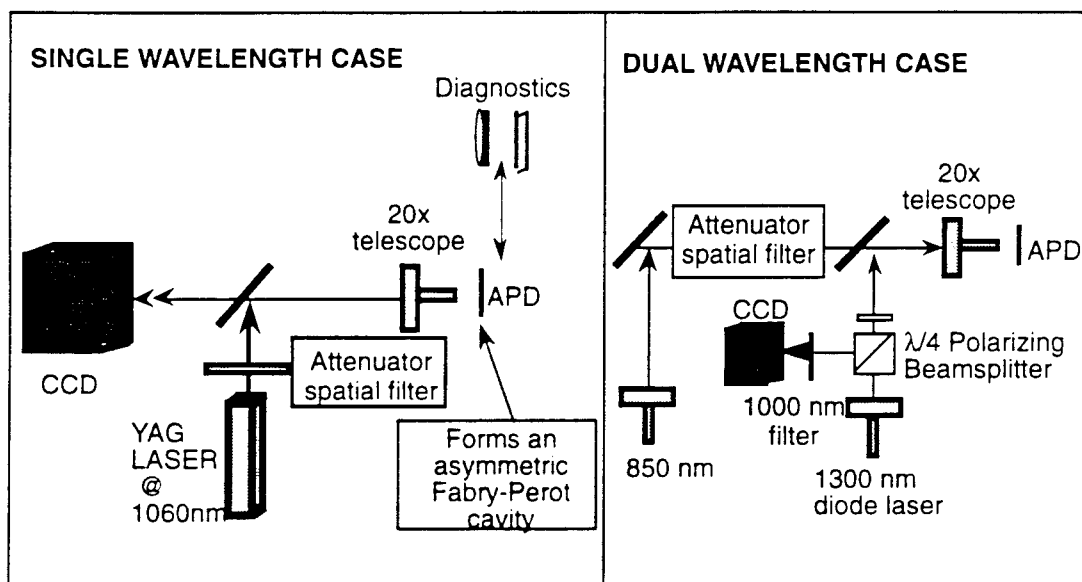 SINGLE WAVELENGTH CASE
Diagnostics
20x
telescope
APD
CCD
Attenuator
spatial filter
YAG
LASER
@
1060nm
Forms an
asymmetric
Fabry-Perot
cavity
DUAL WAVELENGTH CASE
20x
telescope
Attenuator
spatial filter
APD
CCD
λ/4 Polarizing
Beamsplitter
1000 nm
filter
850 nm
1300 nm
diode laser